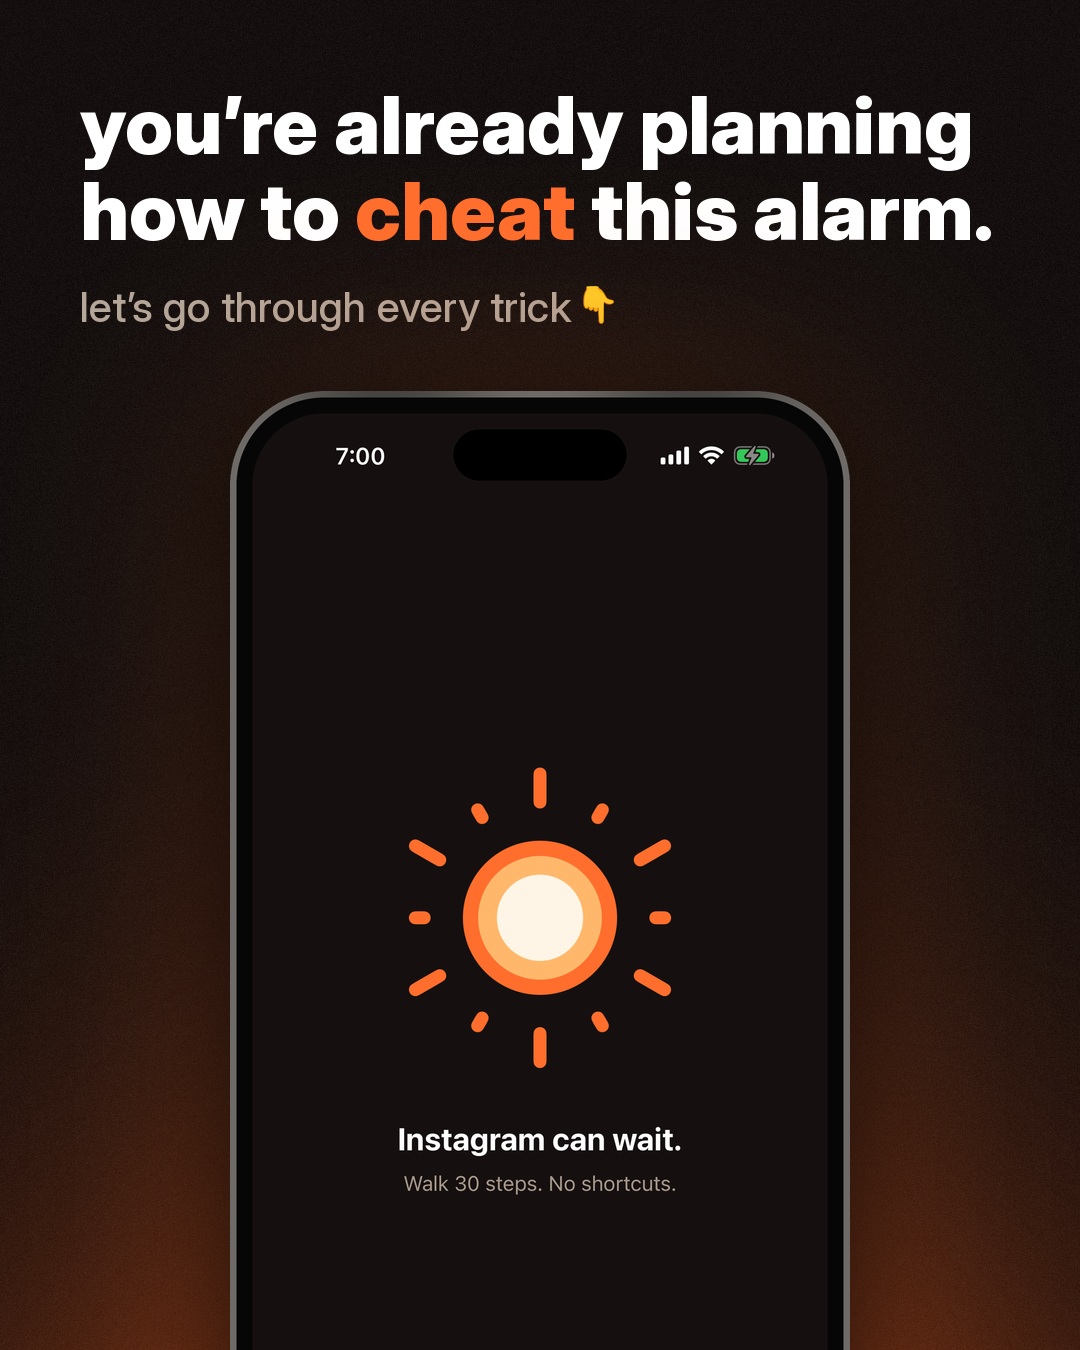 you’re already planning
how to cheat this alarm.
let’s go through every trick👇
7:00
Instagram can wait.
Walk 30 steps. No shortcuts.